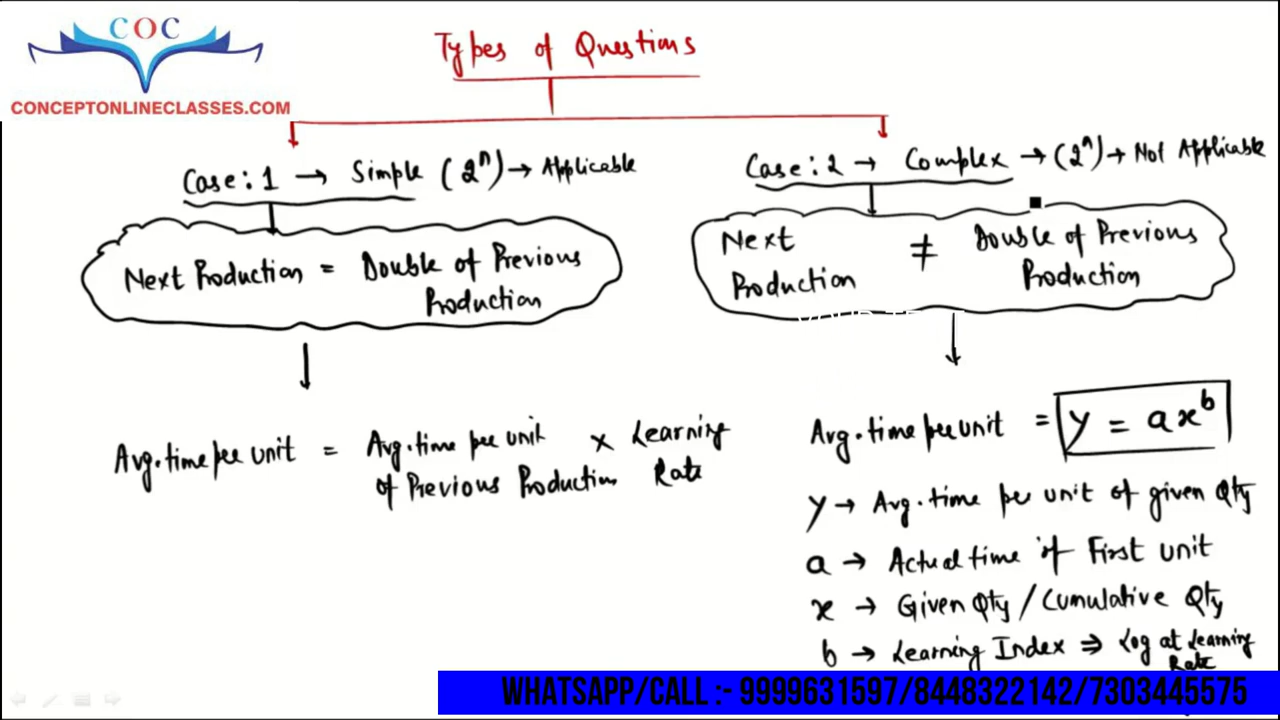 COC
CONCEPTONLINECLASSES.COM
Types of Questions
Case: 1 → Simple (2ⁿ) → Applicable
Next Production = Double of Previous
Production
Avg. time per unit = Avg. time per unit × Learning
of Previous Production Rate
Case: 2 → Complex → (2ⁿ) → Not Applicable
Next ≠ Double of Previous
Production Production
Avg. time per unit = y = axᵇ
y → Avg. time per unit of given Qty
a → Actual time of First unit
x → Given Qty / Cumulative Qty
b → Learning Index ⇒ Log at Learning
Rate
WHATSAPP/CALL :- 9999631597/8448322142/7303445575